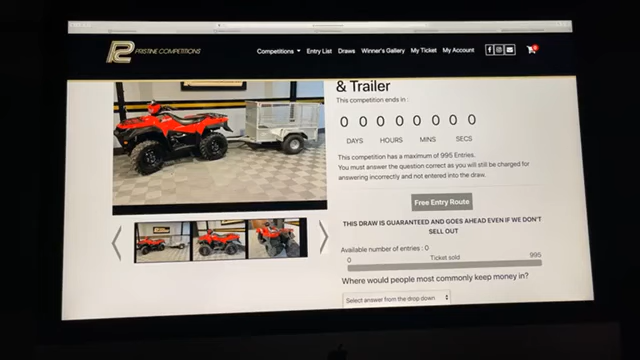 PRISTINE COMPETITIONS
Competitions Entry List Draws Winner's Gallery My Ticket My Account
& Trailer
This competition ends in :
0 0 0 0 0 0 0 0
DAYS HOURS MINS SECS
This competition has a maximum of 995 Entries.
You must answer the question correct as you will still be charged for
answering incorrectly and not entered into the draw.
Free Entry Route
THIS DRAW IS GUARANTEED AND GOES AHEAD EVEN IF WE DON'T
SELL OUT
Available number of entries : 0
0 Ticket sold 995
Where would people most commonly keep money in?
Select answer from the drop down